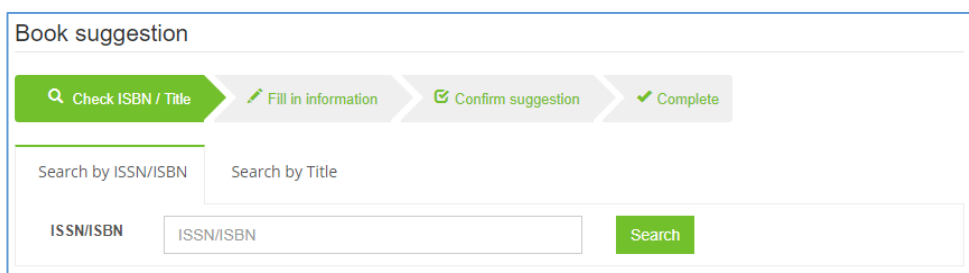 Book suggestion
Check ISBN / Title Fill in information Confirm suggestion Complete
Search by ISSN/ISBN Search by Title
ISSN/ISBN ISSN/ISBN Search